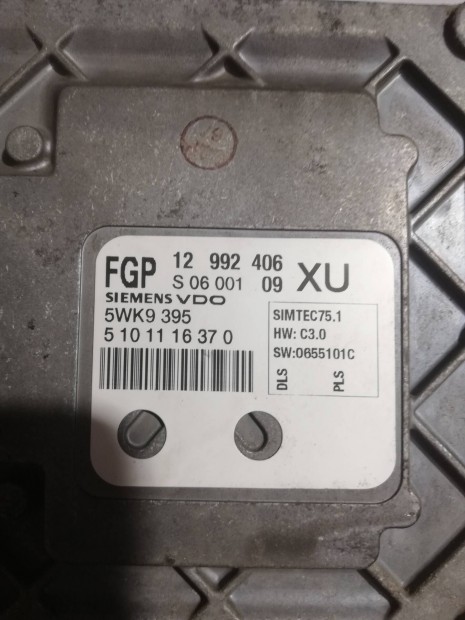 FGP 12 992 406 XU
S 06 001 09
SIEMENS VDO
5WK9 395
5 10 11 16 37 0
SIMTEC75.1
HW: C3.0
SW:0655101C
DLS
PLS